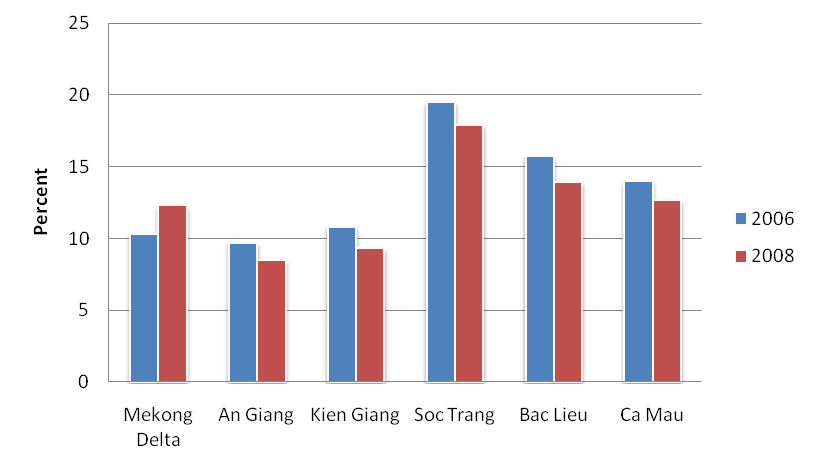 25
20
15
10
5
0
Percent
Mekong
Delta
An Giang
Kien Giang
Soc Trang
Bac Lieu
Ca Mau
2006
2008